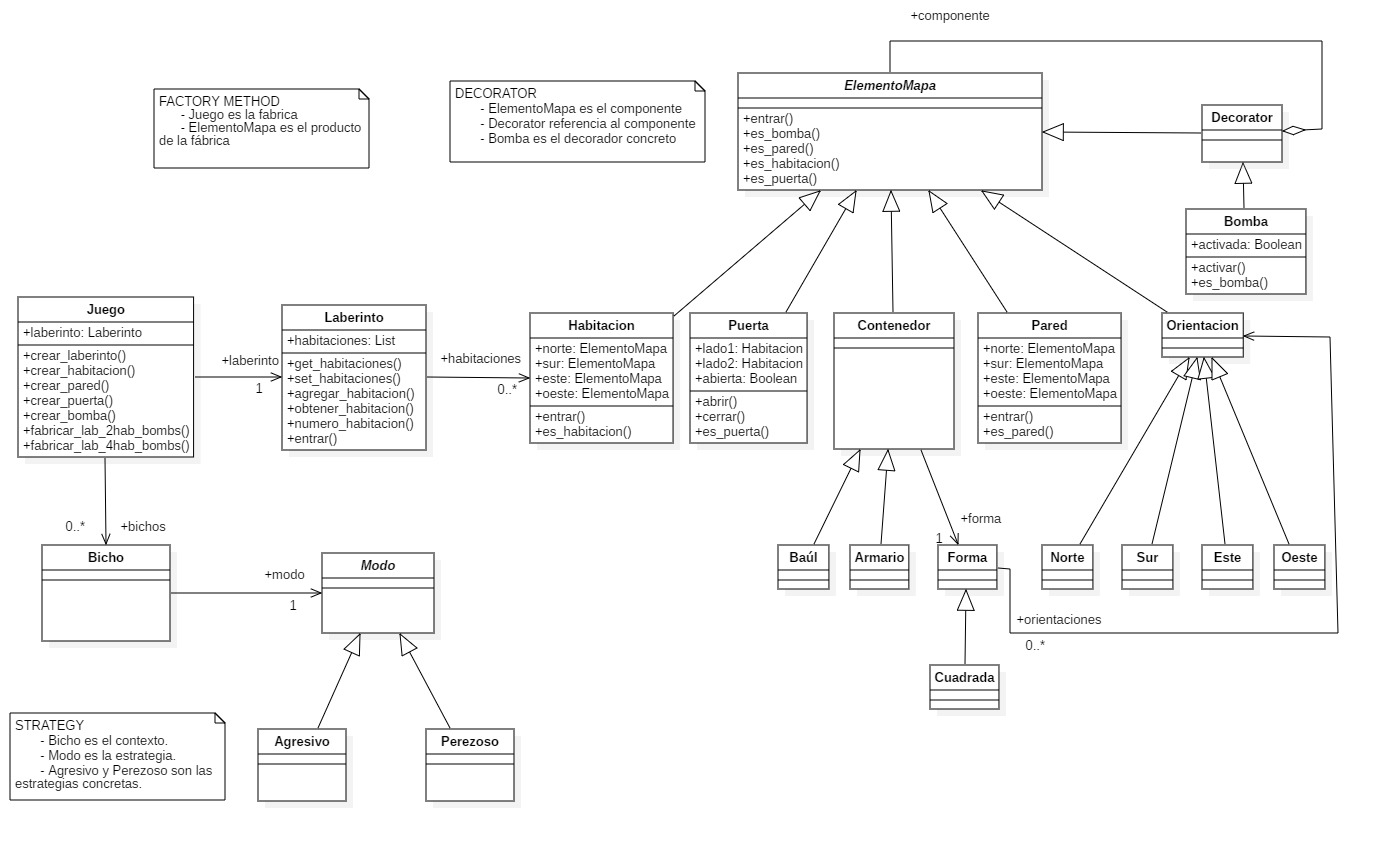 +componente
FACTORY METHOD
- Juego es la fabrica
- ElementoMapa es el producto
de la fábrica
DECORATOR
- ElementoMapa es el componente
- Decorator referencia al componente
- Bomba es el decorador concreto
ElementoMapa
+entrar()
+es_bomba()
+es_pared()
+es_habitacion()
+es_puerta()
Decorator
Bomba
+activada: Boolean
+activar()
+es_bomba()
Juego
+laberinto: Laberinto
+crear_laberinto()
+crear_habitacion()
+crear_pared()
+crear_puerta()
+crear_bomba()
+fabricar_lab_2hab_bombs()
+fabricar_lab_4hab_bombs()
+laberinto
1
Laberinto
+habitaciones: List
+get_habitaciones()
+set_habitaciones()
+agregar_habitacion()
+obtener_habitacion()
+numero_habitacion()
+entrar()
+habitaciones
0..*
Habitacion
+norte: ElementoMapa
+sur: ElementoMapa
+este: ElementoMapa
+oeste: ElementoMapa
+entrar()
+es_habitacion()
Puerta
+lado1: Habitacion
+lado2: Habitacion
+abierta: Boolean
+abrir()
+cerrar()
+es_puerta()
Contenedor
Pared
+norte: ElementoMapa
+sur: ElementoMapa
+este: ElementoMapa
+oeste: ElementoMapa
+entrar()
+es_pared()
Orientacion
0..*
+bichos
+forma
1
Bicho
+modo
1
Modo
Baúl
Armario
Forma
Norte
Sur
Este
Oeste
+orientaciones
0..*
Cuadrada
STRATEGY
- Bicho es el contexto.
- Modo es la estrategia.
- Agresivo y Perezoso son las
estrategias concretas.
Agresivo
Perezoso